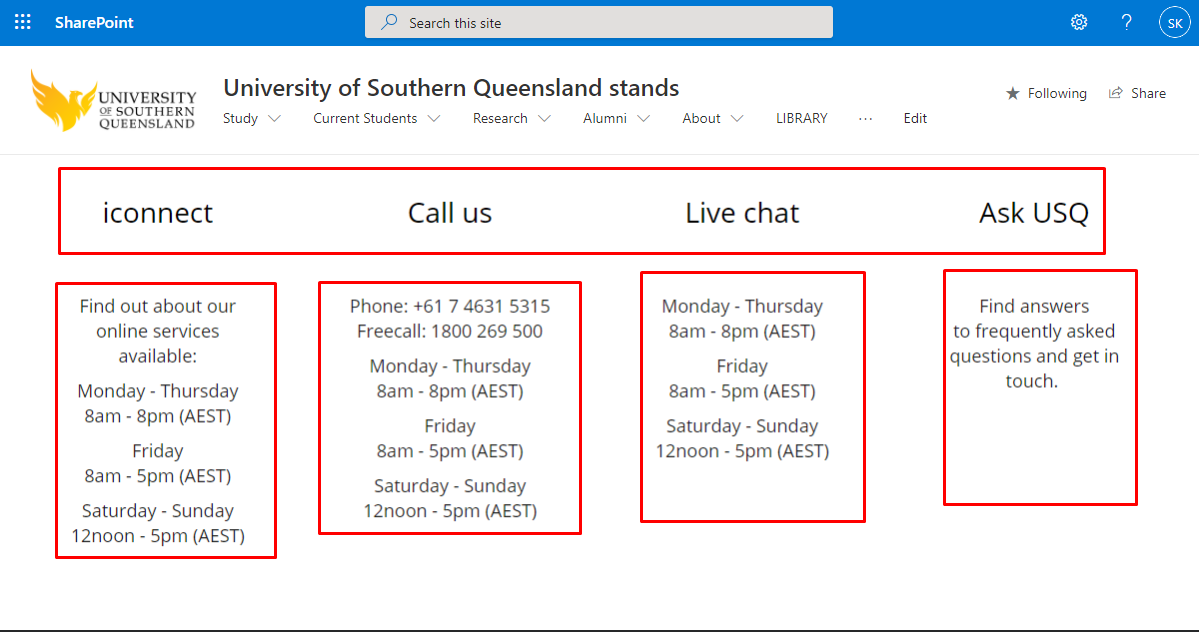 SharePoint
Search this site
?
SK
UNIVERSITY
OF SOUTHERN
QUEENSLAND
University of Southern Queensland stands
Following
Share
Study
Current Students
Research
Alumni
About
LIBRARY
...
Edit
iconnect
Call us
Live chat
Ask USQ
Find out about our
online services
available:
Monday - Thursday
8am - 8pm (AEST)
Friday
8am - 5pm (AEST)
Saturday - Sunday
12noon - 5pm (AEST)
Phone: +61 7 4631 5315
Freecall: 1800 269 500
Monday - Thursday
8am - 8pm (AEST)
Friday
8am - 5pm (AEST)
Saturday - Sunday
12noon - 5pm (AEST)
Monday - Thursday
8am - 8pm (AEST)
Friday
8am - 5pm (AEST)
Saturday - Sunday
12noon - 5pm (AEST)
Find answers
to frequently asked
questions and get in
touch.